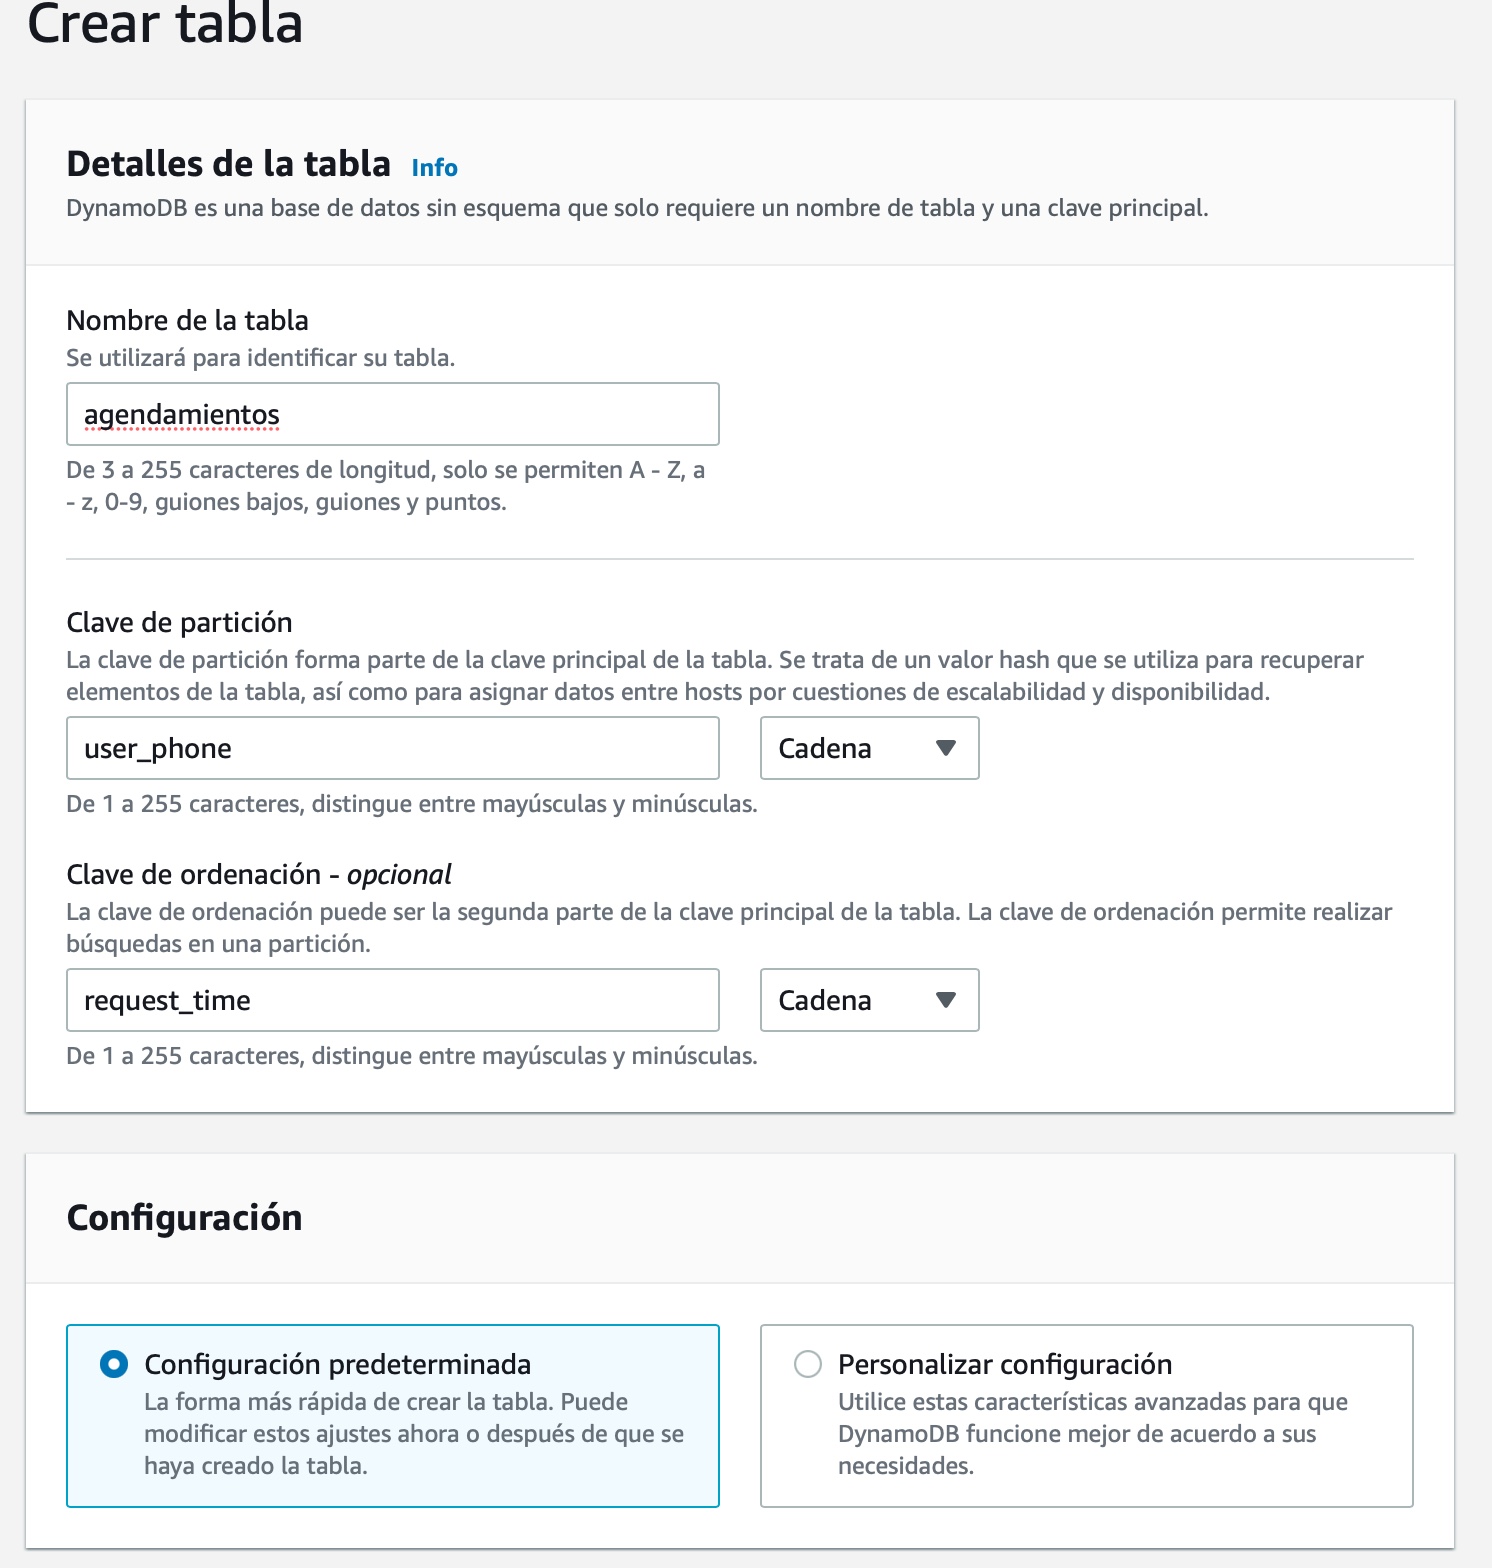 Crear tabla
Detalles de la tabla Info
DynamoDB es una base de datos sin esquema que solo requiere un nombre de tabla y una clave principal.
Nombre de la tabla
Se utilizará para identificar su tabla.
agendamientos
De 3 a 255 caracteres de longitud, solo se permiten A - Z, a
- z, 0-9, guiones bajos, guiones y puntos.
Clave de partición
La clave de partición forma parte de la clave principal de la tabla. Se trata de un valor hash que se utiliza para recuperar
elementos de la tabla, así como para asignar datos entre hosts por cuestiones de escalabilidad y disponibilidad.
user_phone Cadena
De 1 a 255 caracteres, distingue entre mayúsculas y minúsculas.
Clave de ordenación - opcional
La clave de ordenación puede ser la segunda parte de la clave principal de la tabla. La clave de ordenación permite realizar
búsquedas en una partición.
request_time Cadena
De 1 a 255 caracteres, distingue entre mayúsculas y minúsculas.
Configuración
Configuración predeterminada
La forma más rápida de crear la tabla. Puede
modificar estos ajustes ahora o después de que se
haya creado la tabla.
Personalizar configuración
Utilice estas características avanzadas para que
DynamoDB funcione mejor de acuerdo a sus
necesidades.